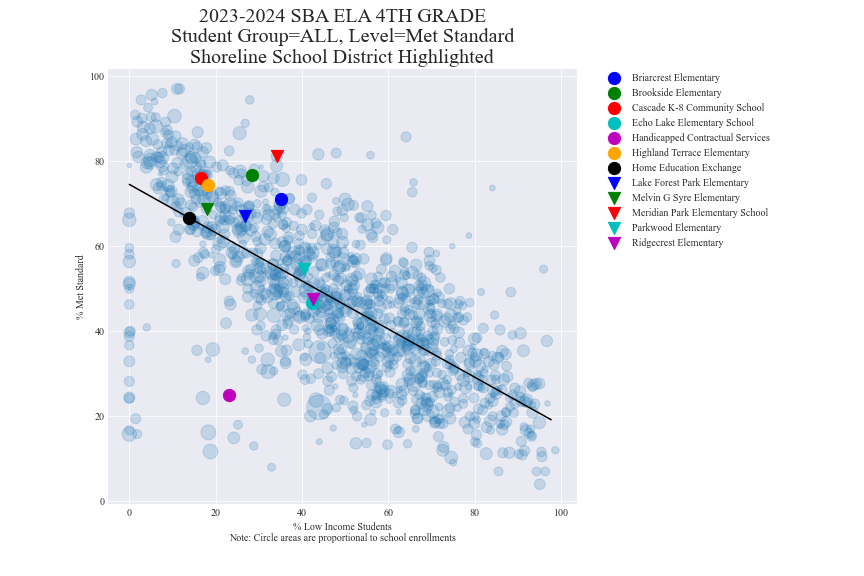 2023-2024 SBA ELA 4TH GRADE
Student Group=ALL, Level=Met Standard
Shoreline School District Highlighted
100
80
60
40
20
0
% Met Standard
0 20 40 60 80 100
% Low Income Students
Note: Circle areas are proportional to school enrollments
Briarcrest Elementary
Brookside Elementary
Cascade K-8 Community School
Echo Lake Elementary School
Handicapped Contractual Services
Highland Terrace Elementary
Home Education Exchange
Lake Forest Park Elementary
Melvin G Syre Elementary
Meridian Park Elementary School
Parkwood Elementary
Ridgecrest Elementary